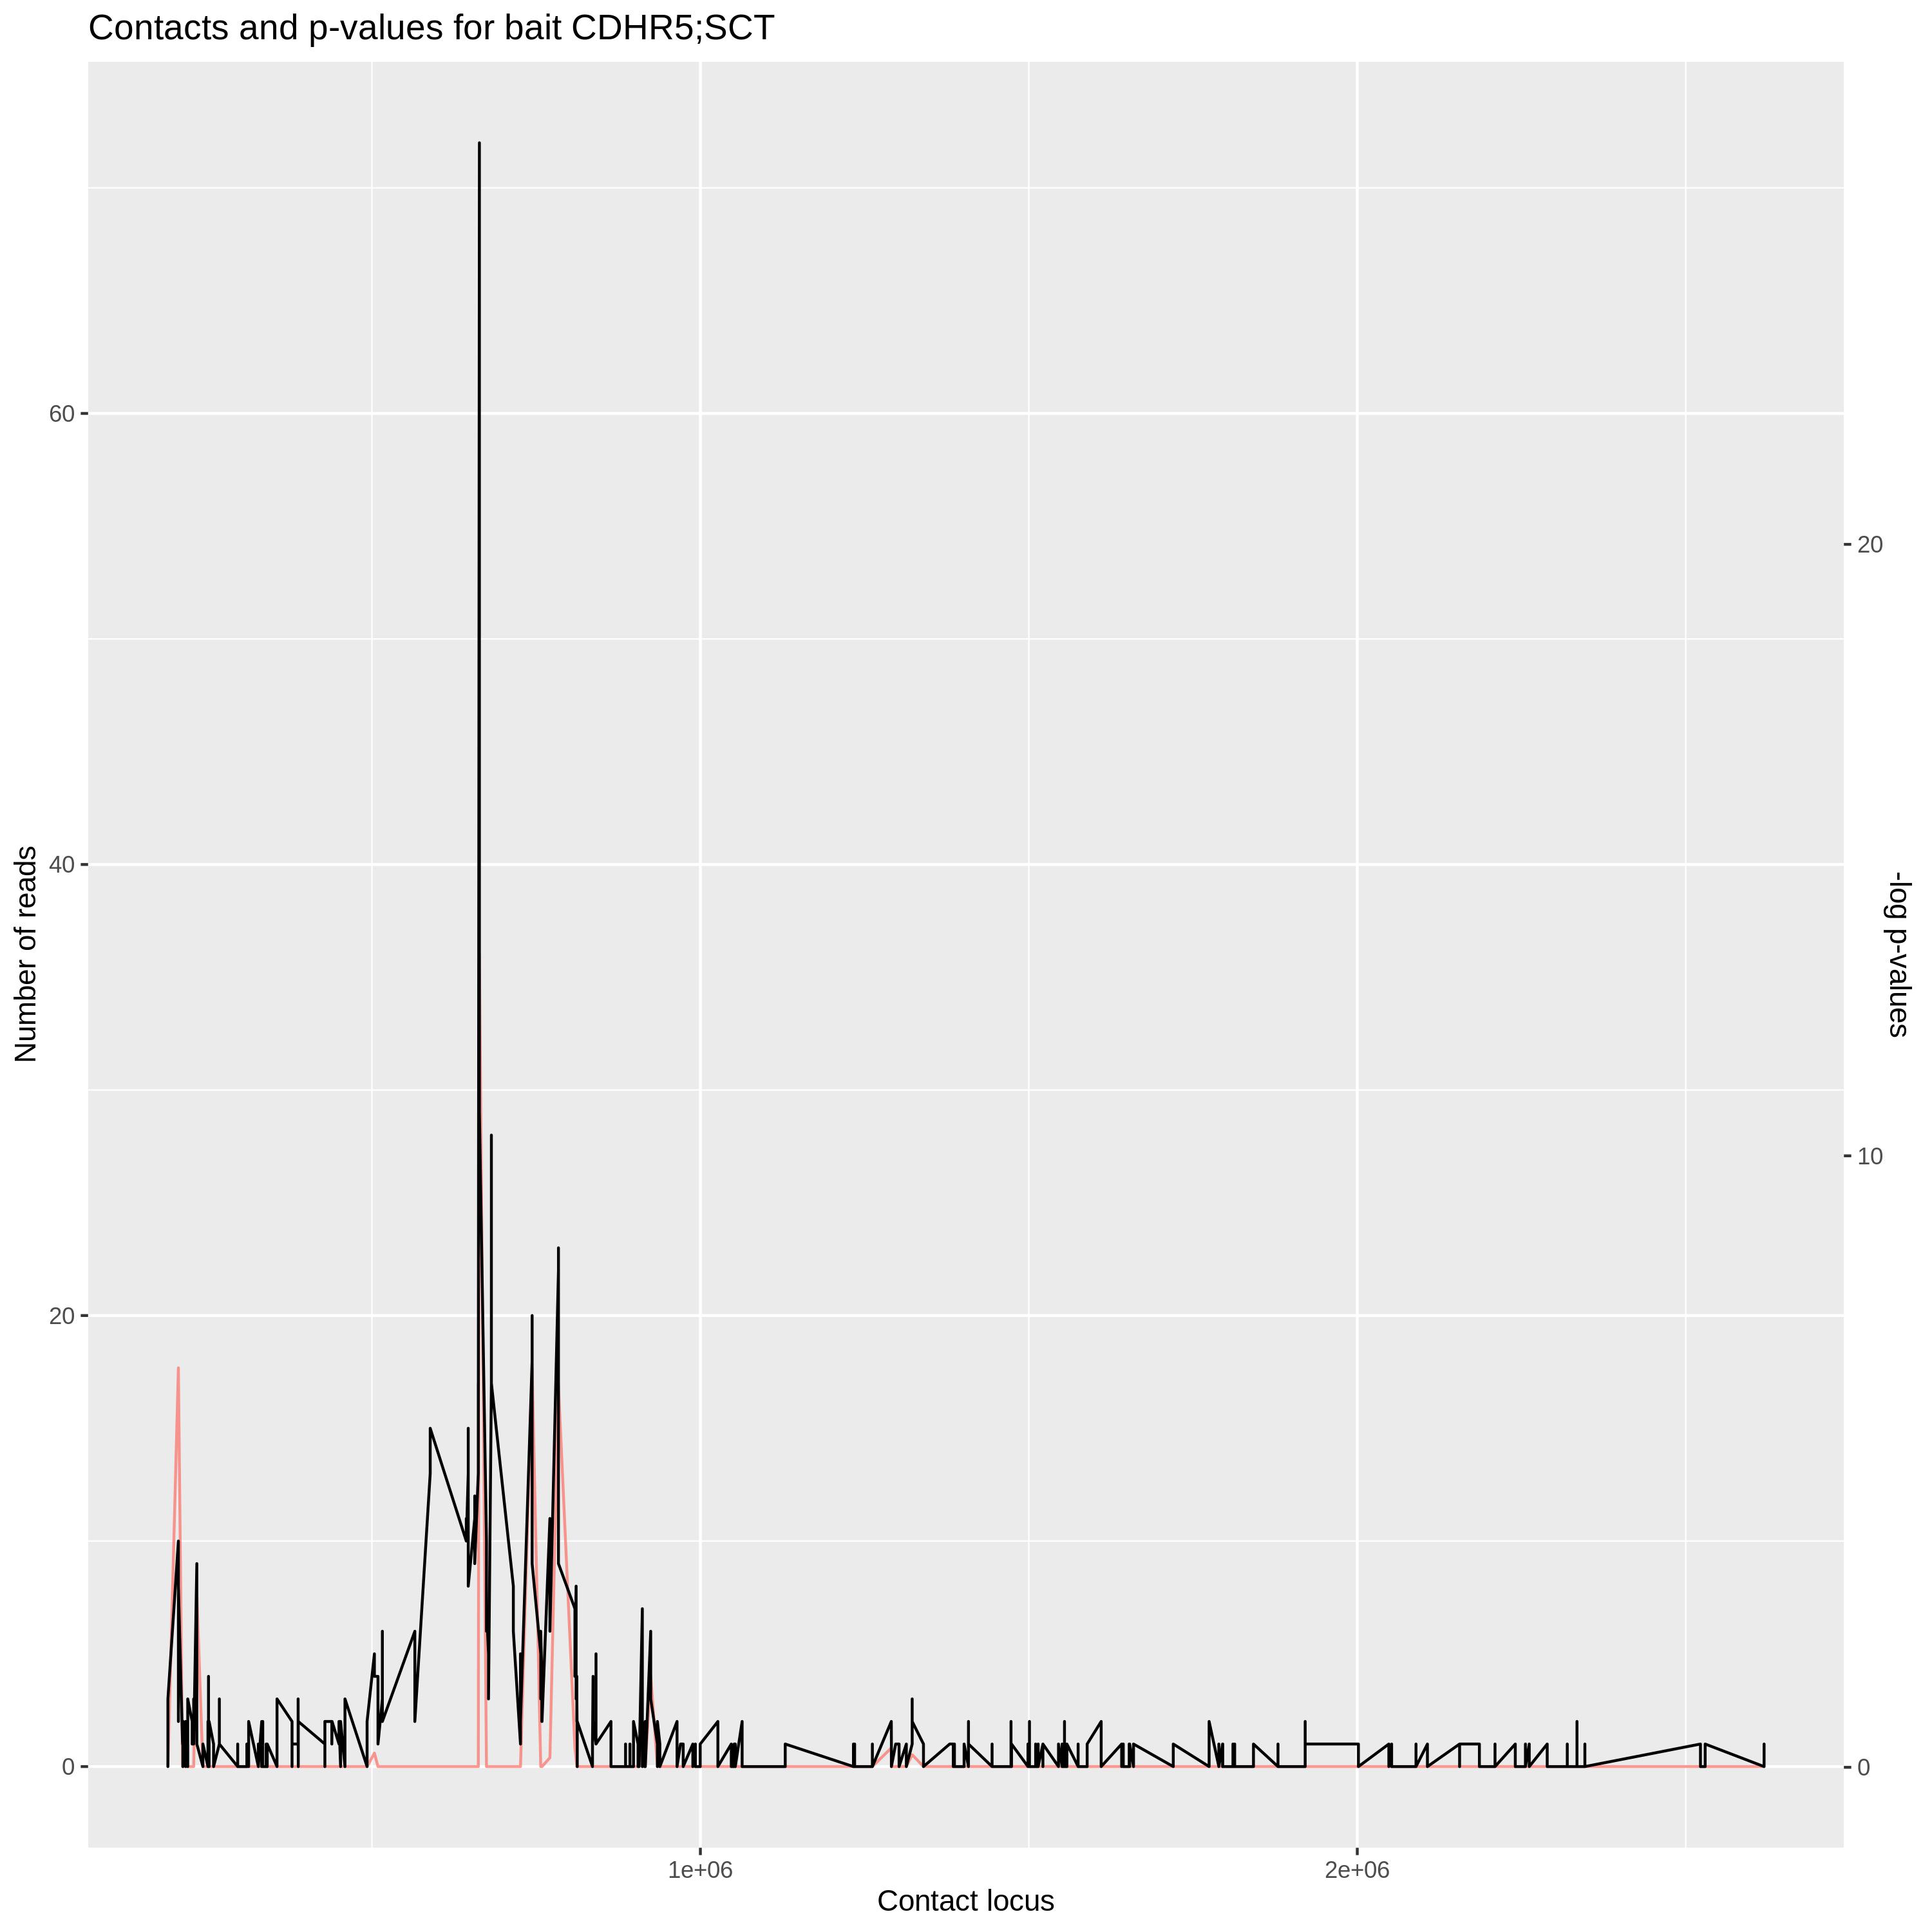 Contacts and p-values for bait CDHR5;SCT
Number of reads
60
40
20
0
20
10
0
-log p-values
1e+06
2e+06
Contact locus